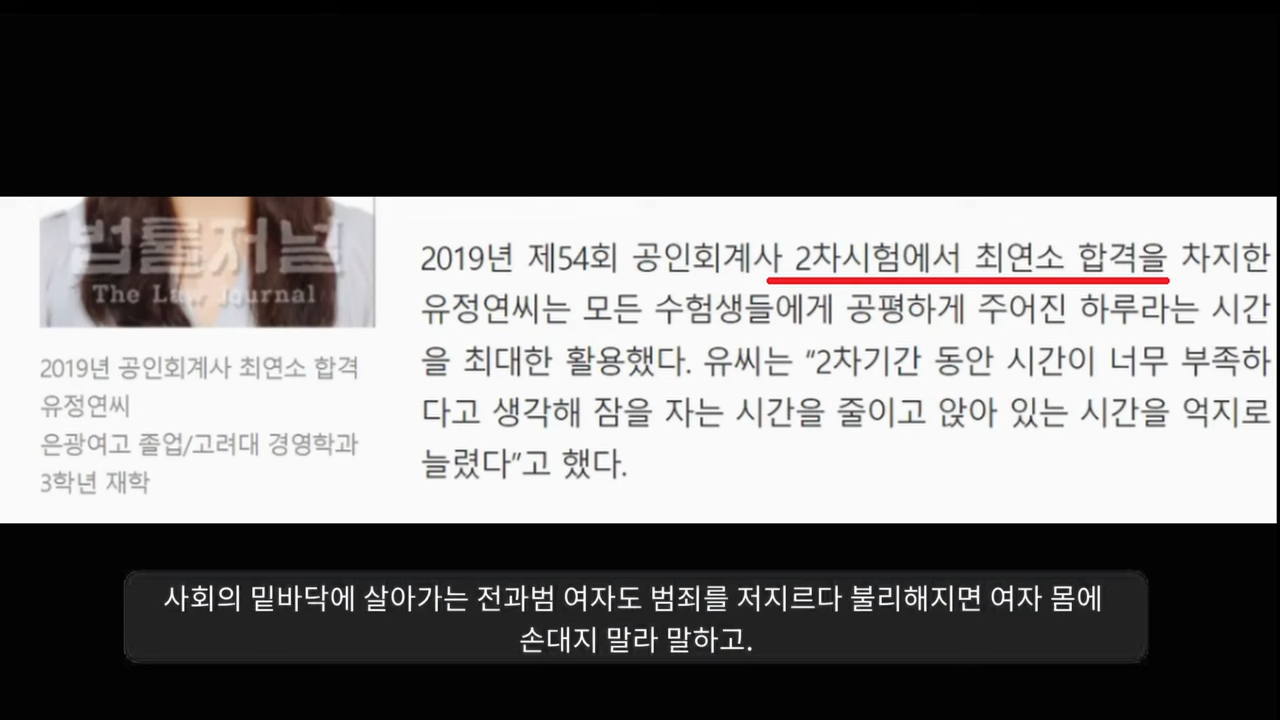 법률저널
The Law Journal
2019년 공인회계사 최연소 합격
유정연씨
은광여고 졸업/고려대 경영학과
3학년 재학
2019년 제54회 공인회계사 2차시험에서 최연소 합격을 차지한
유정연씨는 모든 수험생들에게 공평하게 주어진 하루라는 시간
을 최대한 활용했다. 유씨는 “2차기간 동안 시간이 너무 부족하
다고 생각해 잠을 자는 시간을 줄이고 앉아 있는 시간을 억지로
늘렸다”고 했다.
사회의 밑바닥에 살아가는 전과범 여자도 범죄를 저지르다 불리해지면 여자 몸에
손대지 말라 말하고.